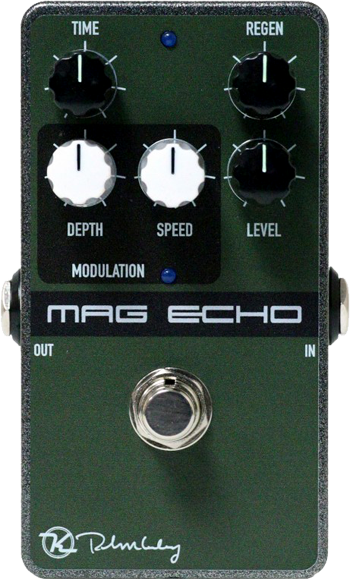 TIME REGEN
DEPTH SPEED LEVEL
MODULATION
MAG ECHO
OUT IN
K